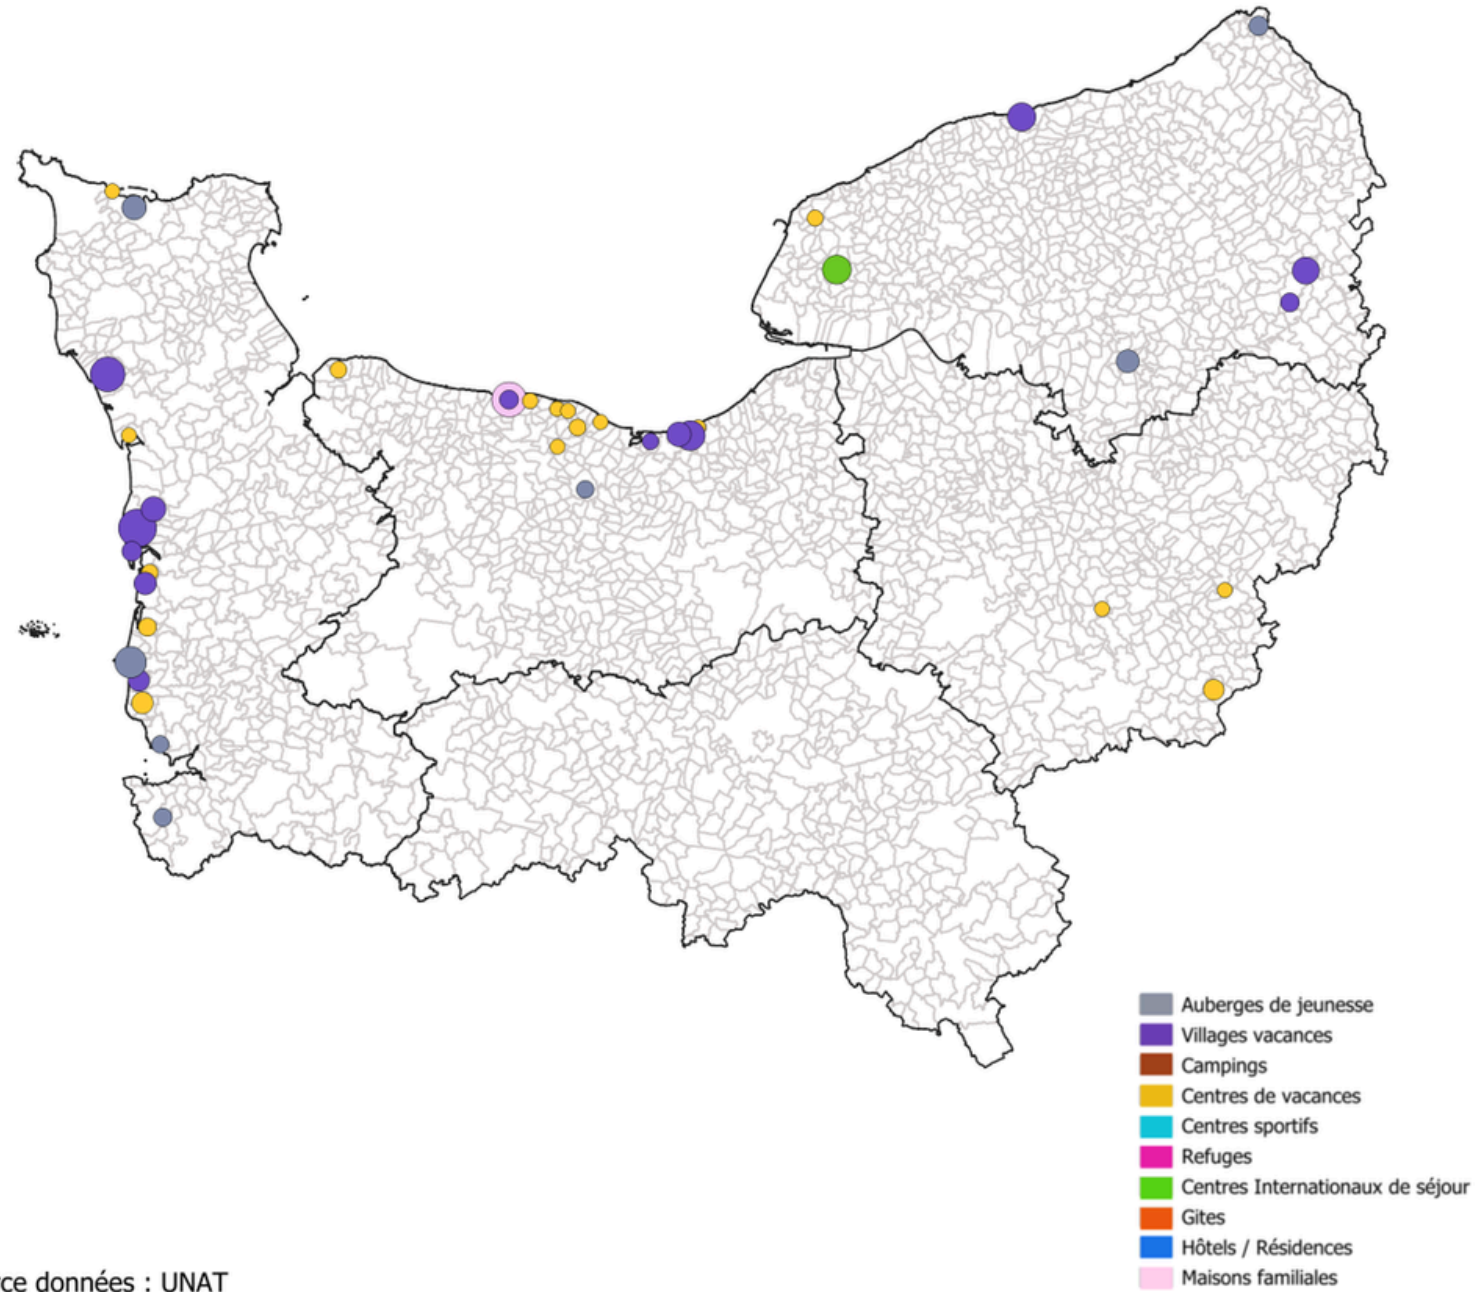 Auberges de jeunesse
Villages vacances
Campings
Centres de vacances
Centres sportifs
Refuges
Centres Internationaux de séjour
Gites
Hôtels / Résidences
Maisons familiales
rce données : UNAT